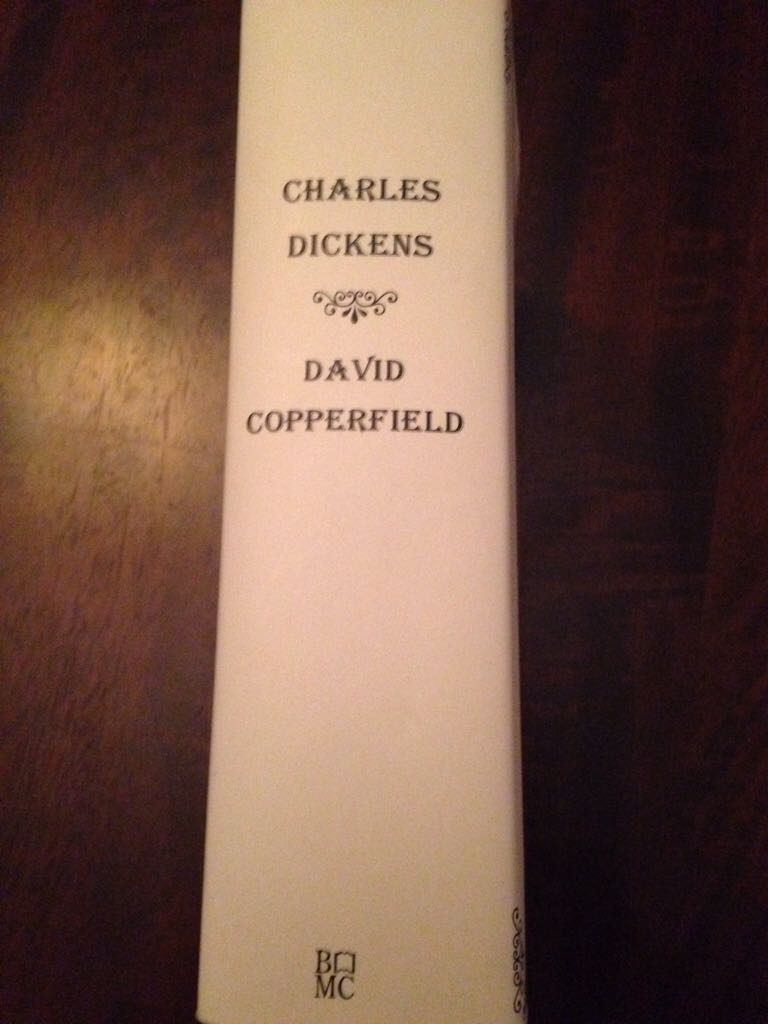 CHARLES
DICKENS
DAVID
COPPERFIELD
B
MC